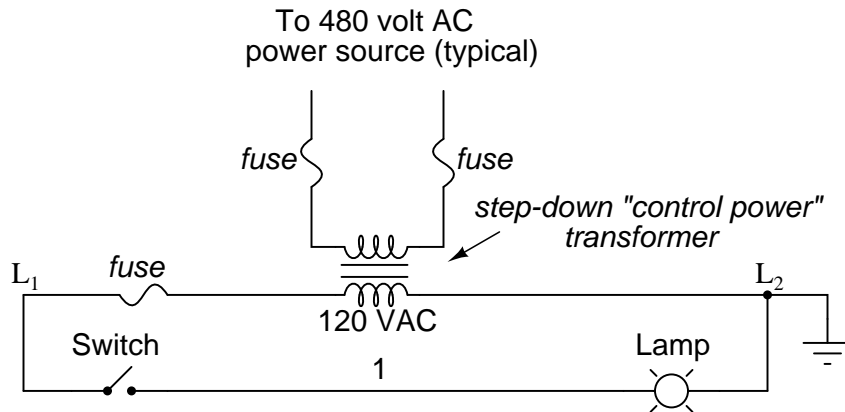 To 480 volt AC
power source (typical)
fuse
fuse
step-down "control power"
transformer
L1
fuse
L2
120 VAC
Switch
1
Lamp